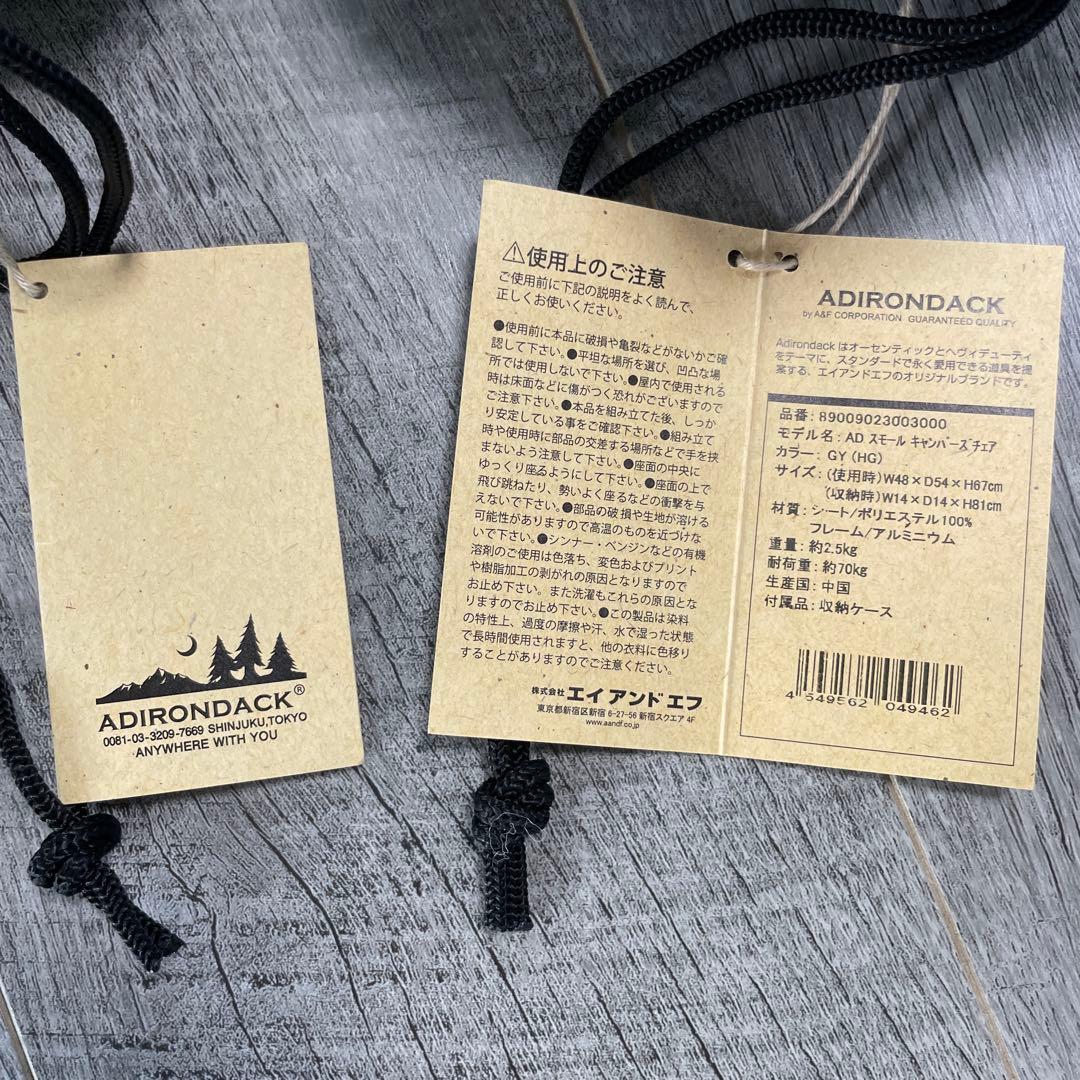 ADIRONDACK®
0081-03-3209-7669 SHINJUKU,TOKYO
ANYWHERE WITH YOU
⚠使用上のご注意
ご使用前に下記の説明をよく読んで、
正しくお使いください。
●使用前に本品に破損や亀裂などがないかご確
認して下さい。●平坦な場所を選び、凹凸な場
所では使用しないで下さい。●屋内で使用される
時は床面などに傷がつく恐れがございますので
ご注意下さい。●本品を組み立てた後、しっか
り安定している事をご確認下さい。●組み立て
時や使用時に部品の交差する場所などで手を挟
まないよう注意して下さい。●座面の中央に
ゆっくり座るようにして下さい。●座面の上で
飛び跳ねたり、勢いよく座るなどの衝撃を与
えないで下さい。●部品の破損や生地が溶ける
可能性がありますので高温のものを近づけな
いで下さい。●シンナー・ベンジンなどの有機
溶剤のご使用は色落ち、変色およびプリント
や樹脂加工の剥がれの原因となりますので
お止め下さい。また洗濯もこれらの原因とな
りますのでお止め下さい。●この製品は染料
の特性上、過度の摩擦や汗、水で湿った状態
で長時間使用されますと、他の衣料に色移り
することがありますのでご注意ください。
株式会社 エイ アンド エフ
東京都新宿区新宿 6-27-56 新宿スクエア 4F
www.aandf.co.jp
ADIRONDACK
by A&F CORPORATION GUARANTEED QUALITY
Adirondack はオーセンティックとヘヴィデューティ
をテーマに、スタンダードで永く愛用できる道具を提
案する、エイアンドエフのオリジナルブランドです。
品番: 89009023003000
モデル名: AD スモール キャンパーズチェア
カラー: GY (HG)
サイズ: (使用時)W48×D54×H67cm
(収納時)W14×D14×H81cm
材質: シート/ポリエステル100%
フレーム/アルミニウム
重量: 約2.5kg
耐荷重: 約70kg
生産国: 中国
付属品: 収納ケース
4 549562 049462